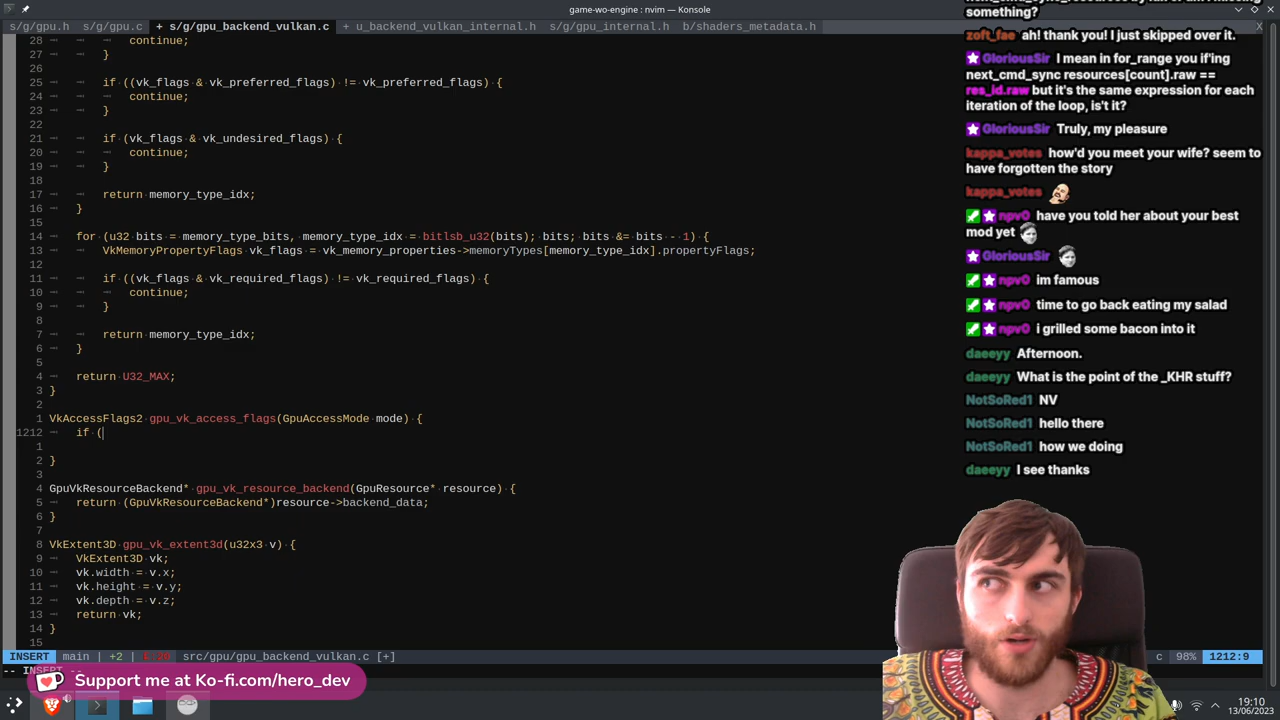 game-wo-engine : nvim — Konsole
s/g/gpu.h s/g/gpu.c + s/g/gpu_backend_vulkan.c + u_backend_vulkan_internal.h s/g/gpu_internal.h b/shaders_metadata.h X
28 continue;
27 }
26
25 if ((vk_flags & vk_preferred_flags) != vk_preferred_flags) {
24 continue;
23 }
22
21 if (vk_flags & vk_undesired_flags) {
20 continue;
19 }
18
17 return memory_type_idx;
16 }
15
14 for (u32 bits = memory_type_bits, memory_type_idx = bitlsb_u32(bits); bits; bits &= bits - 1) {
13 VkMemoryPropertyFlags vk_flags = vk_memory_properties->memoryTypes[memory_type_idx].propertyFlags;
12
11 if ((vk_flags & vk_required_flags) != vk_required_flags) {
10 continue;
9 }
8
7 return memory_type_idx;
6 }
5
4 return U32_MAX;
3 }
2
1 VkAccessFlags2 gpu_vk_access_flags(GpuAccessMode mode) {
1212 if (
1
2 }
3
4 GpuVkResourceBackend* gpu_vk_resource_backend(GpuResource* resource) {
5 return (GpuVkResourceBackend*)resource->backend_data;
6 }
7
8 VkExtent3D gpu_vk_extent3d(u32x3 v) {
9 VkExtent3D vk;
10 vk.width = v.x;
11 vk.height = v.y;
12 vk.depth = v.z;
13 return vk;
14 }
15
INSERT main | +2 | E 20 src/gpu/gpu_backend_vulkan.c [+] c 98% 1212:9
-- INSERT --
Support me at Ko-fi.com/hero_dev
something?
zoft_fae ah! thank you! I just skipped over it.
GloriousSir I mean in for_range you if'ing
next_cmd_sync resources[count].raw ==
res_id.raw but it's the same expression for each
iteration of the loop, is't it?
GloriousSir Truly, my pleasure
kappa_votes how'd you meet your wife? seem to
have forgotten the story
kappa_votes
npv0 have you told her about your best
mod yet
GloriousSir
npv0 im famous
npv0 time to go back eating my salad
npv0 i grilled some bacon into it
daeeyy Afternoon.
daeeyy What is the point of the _KHR stuff?
NotSoRed1 NV
NotSoRed1 hello there
NotSoRed1 how we doing
daeeyy I see thanks
19:10
13/06/2023